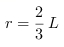 r = \frac{2}{3} L